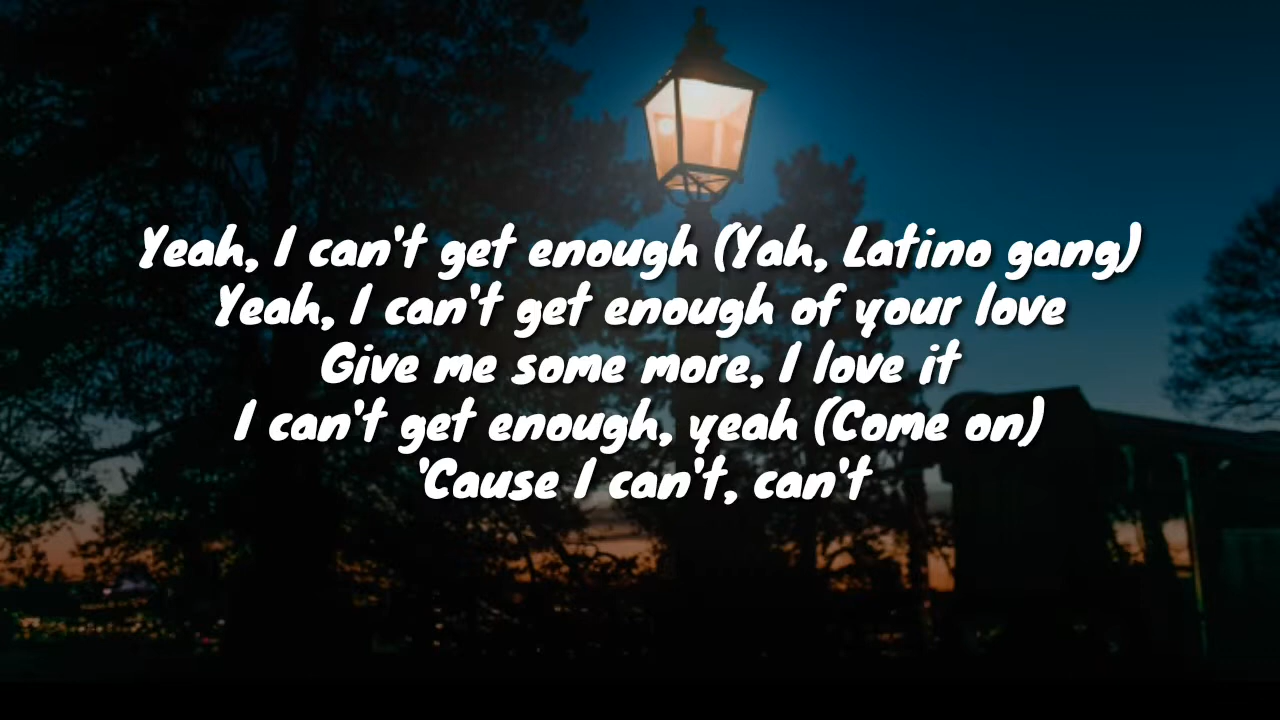 Yeah, I can't get enough (Yah, Latino gang)
Yeah, I can't get enough of your love
Give me some more, I love it
I can't get enough, yeah (Come on)
'Cause I can't, can't